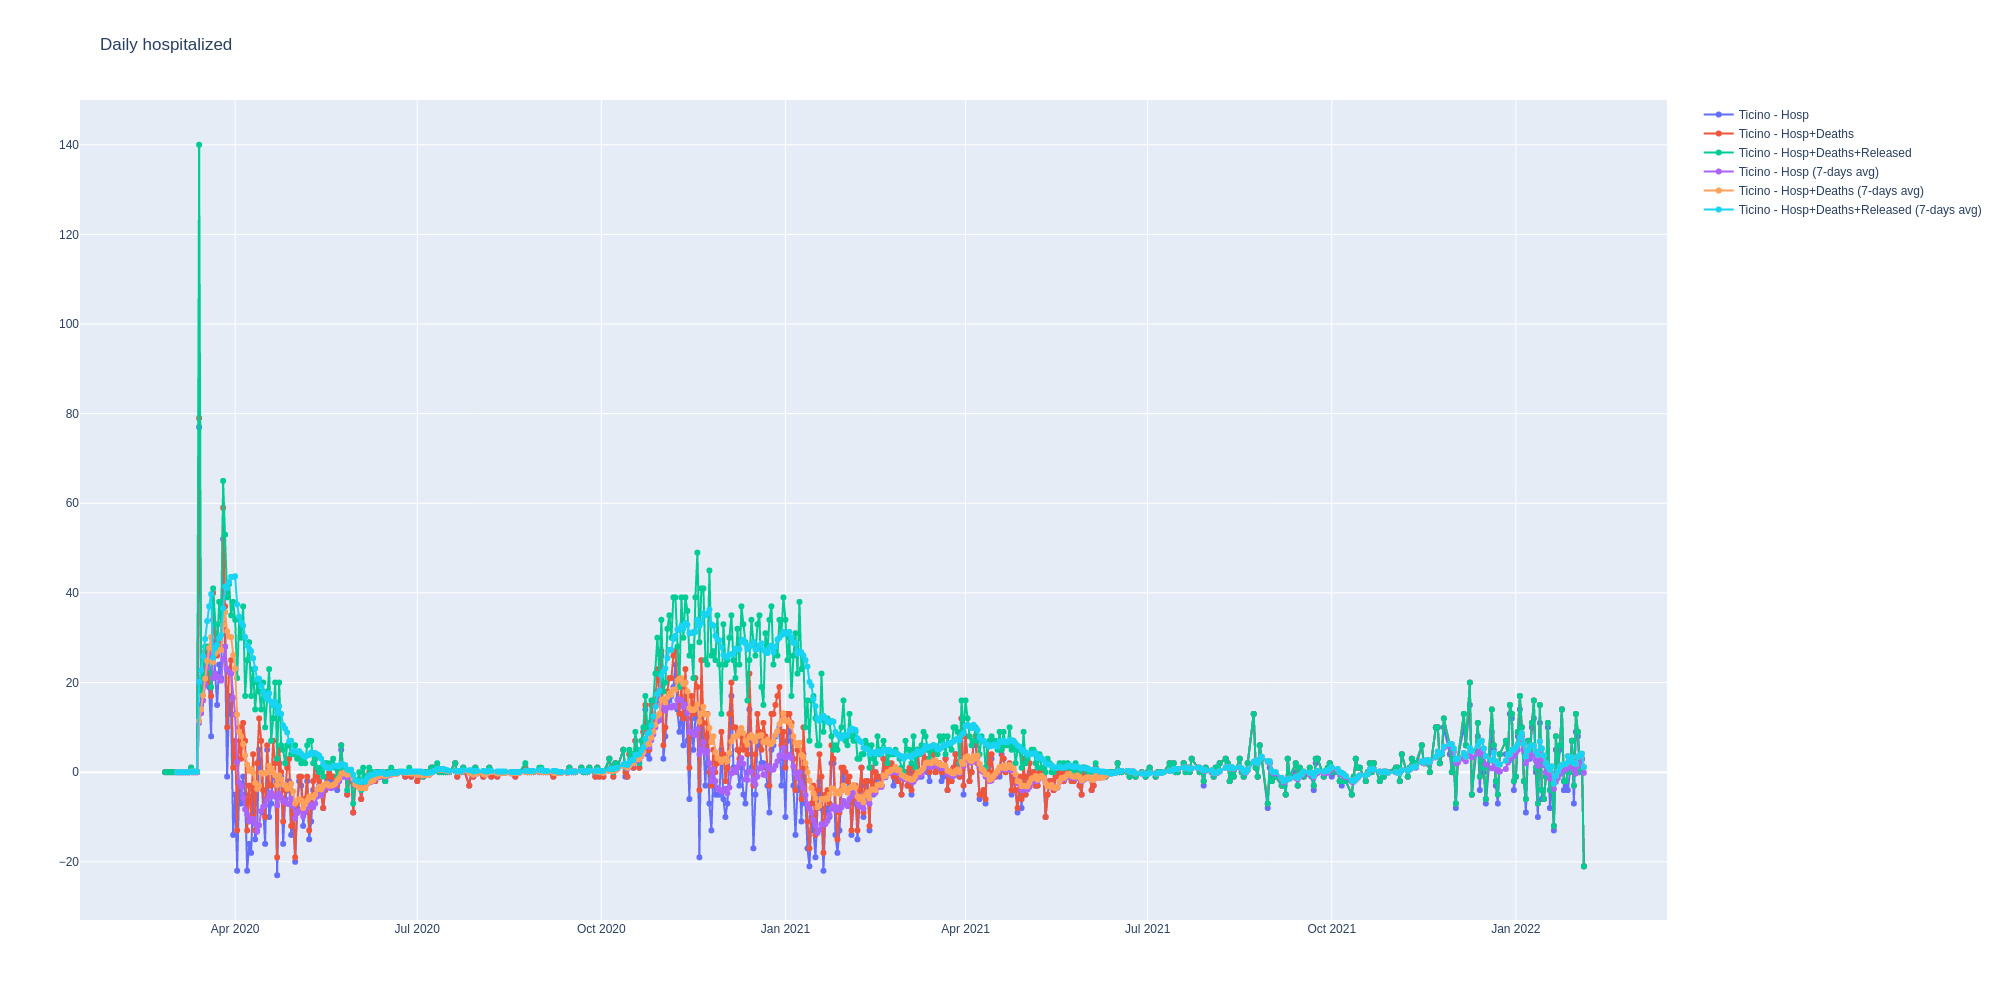 Daily hospitalized
Ticino - Hosp
Ticino - Hosp+Deaths
Ticino - Hosp+Deaths+Released
Ticino - Hosp (7-days avg)
Ticino - Hosp+Deaths (7-days avg)
Ticino - Hosp+Deaths+Released (7-days avg)
140
120
100
80
60
40
20
0
−20
Apr 2020 Jul 2020 Oct 2020 Jan 2021 Apr 2021 Jul 2021 Oct 2021 Jan 2022